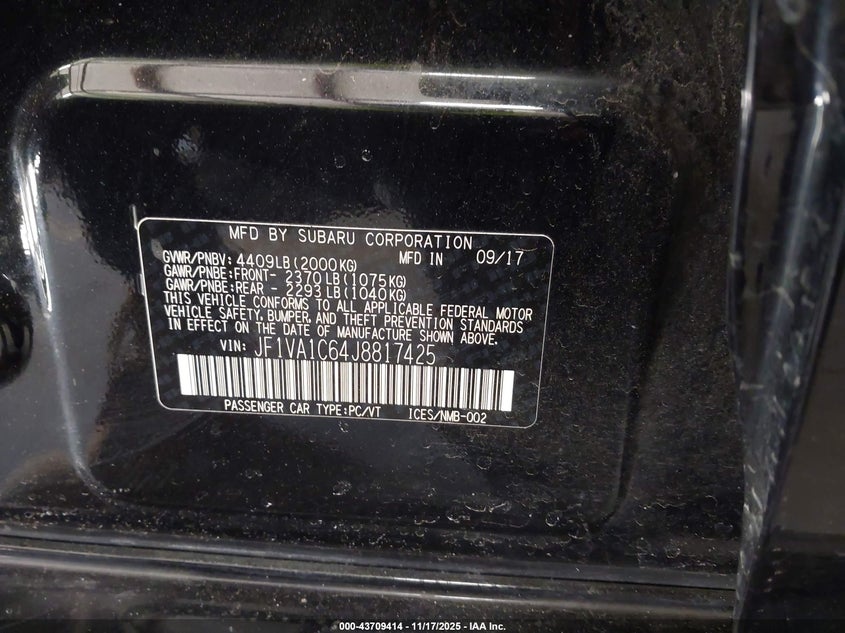 MFD BY SUBARU CORPORATION
GVWR/PNBV: 4409LB(2000KG) MFD IN 09/17
GAWR/PNBE:FRONT- 2370LB(1075KG)
GAWR/PNBE:REAR - 2293LB(1040KG)
THIS VEHICLE CONFORMS TO ALL APPLICABLE FEDERAL MOTOR
VEHICLE SAFETY, BUMPER, AND THEFT PREVENTION STANDARDS
IN EFFECT ON THE DATE OF MANUFACTURE SHOWN ABOVE.
VIN: JF1VA1C64J8817425
PASSENGER CAR TYPE:PC/VT ICES/NMB-002
000-43709414 - 11/17/2025 - IAA Inc.